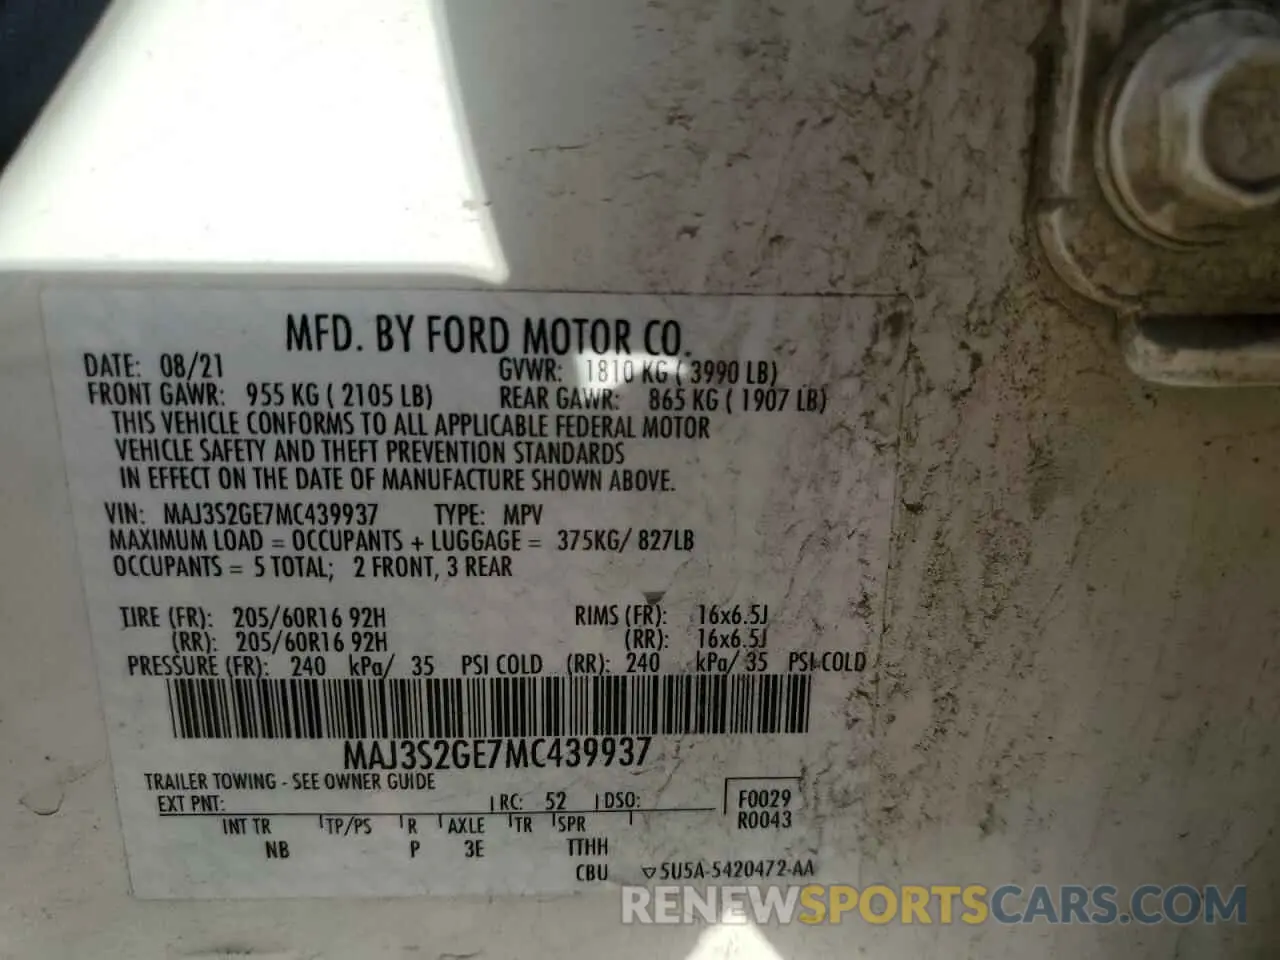 MFD. BY FORD MOTOR CO.
DATE: 08/21 GVWR: 1810 KG ( 3990 LB)
FRONT GAWR: 955 KG ( 2105 LB) REAR GAWR: 865 KG ( 1907 LB)
THIS VEHICLE CONFORMS TO ALL APPLICABLE FEDERAL MOTOR
VEHICLE SAFETY AND THEFT PREVENTION STANDARDS
IN EFFECT ON THE DATE OF MANUFACTURE SHOWN ABOVE.
VIN: MAJ3S2GE7MC439937 TYPE: MPV
MAXIMUM LOAD = OCCUPANTS + LUGGAGE = 375KG/ 827LB
OCCUPANTS = 5 TOTAL; 2 FRONT, 3 REAR
TIRE (FR): 205/60R16 92H RIMS (FR): 16x6.5J
(RR): 205/60R16 92H (RR): 16x6.5J
PRESSURE (FR): 240 kPa/ 35 PSI COLD (RR): 240 kPa/ 35 PSI COLD
MAJ3S2GE7MC439937
TRAILER TOWING - SEE OWNER GUIDE
EXT PNT: RC: 52 DSO: F0029
INT TR TP/PS R AXLE TR SPR R0043
NB P 3E TTHH
CBU 5U5A-5420472-AA
RENEWSPORTSCARS.COM